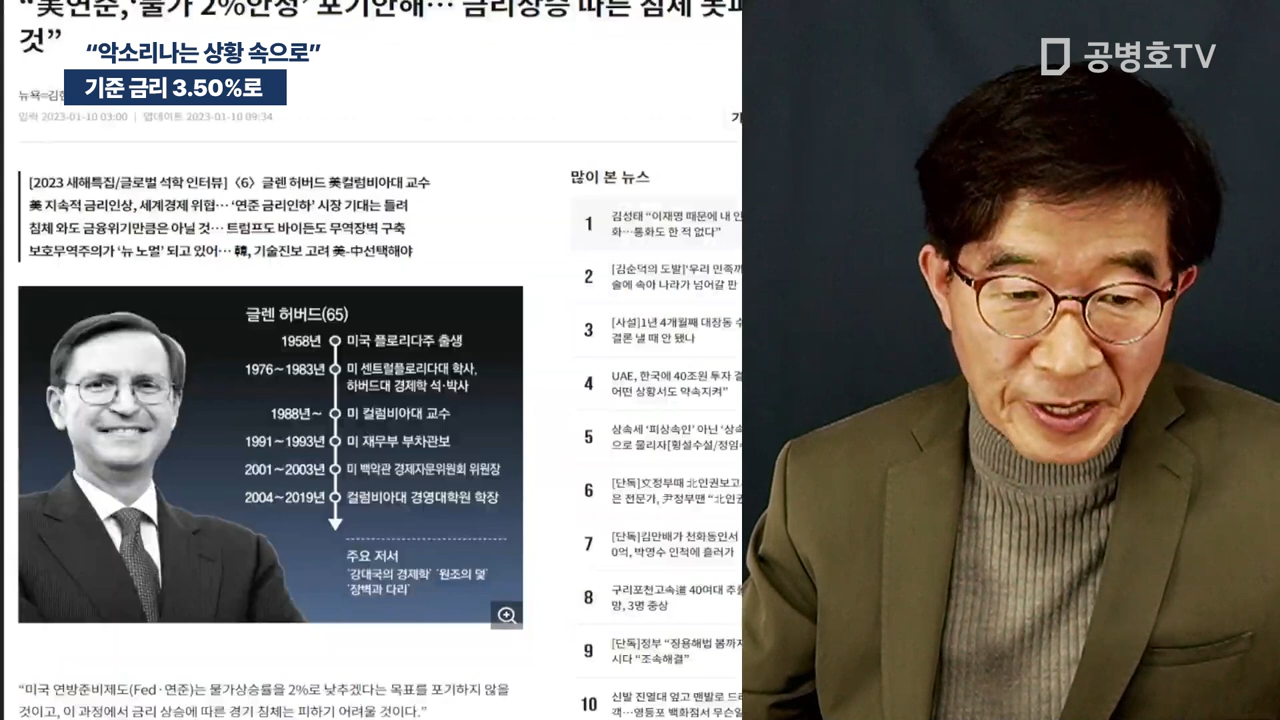 “美연준,‘물가 2%안정’ 포기안해… 금리상승 따른 침체 못피
것”
“악소리나는 상황 속으로”
기준 금리 3.50%로
공병호TV
뉴욕=김현
입력 2023-01-10 03:00 | 업데이트 2023-01-10 09:34
가
[2023 새해특집/글로벌 석학 인터뷰]〈6〉글렌 허버드 美컬럼비아대 교수
美 지속적 금리인상, 세계경제 위협… ‘연준 금리인하’ 시장 기대는 틀려
침체 와도 금융위기만큼은 아닐 것… 트럼프도 바이든도 무역장벽 구축
보호무역주의가 ‘뉴 노멀’ 되고 있어… 韓, 기술진보 고려 美-中선택해야
글렌 허버드(65)
1958년 미국 플로리다주 출생
1976~1983년 미 센트럴플로리다대 학사,
하버드대 경제학 석·박사
1988년~ 미 컬럼비아대 교수
1991~1993년 미 재무부 부차관보
2001~2003년 미 백악관 경제자문위원회 위원장
2004~2019년 컬럼비아대 경영대학원 학장
주요 저서
‘강대국의 경제학’ ‘원조의 덫’
‘장벽과 다리’
“미국 연방준비제도(Fed·연준)는 물가상승률을 2%로 낮추겠다는 목표를 포기하지 않을
것이고, 이 과정에서 금리 상승에 따른 경기 침체는 피하기 어려울 것이다.”
많이 본 뉴스
1 김성태 “이재명 때문에 내 인
화…통화도 한 적 없다”
2 [김순덕의 도발]‘우리 민족끼
술에 속아 나라가 넘어갈 판
3 [사설]1년 4개월째 대장동 수
결론 낼 때 안 됐나
4 UAE, 한국에 40조원 투자 결
어떤 상황서도 약속지켜”
5 상속세 ‘피상속인’ 아닌 ‘상속
으로 물리자[횡설수설/정임수
6 [단독]文정부때 北인권보고
은 전문가, 尹정부땐 “北인권
7 [단독]김만배가 천화동인서
0억, 박영수 인척에 흘러가
8 구리포천고속道 40여대 추돌
망, 3명 중상
9 [단독]정부 “징용해법 봄까지
시다 “조속해결”
10 신발 진열대 엎고 맨발로 드러
객…영등포 백화점서 무슨일